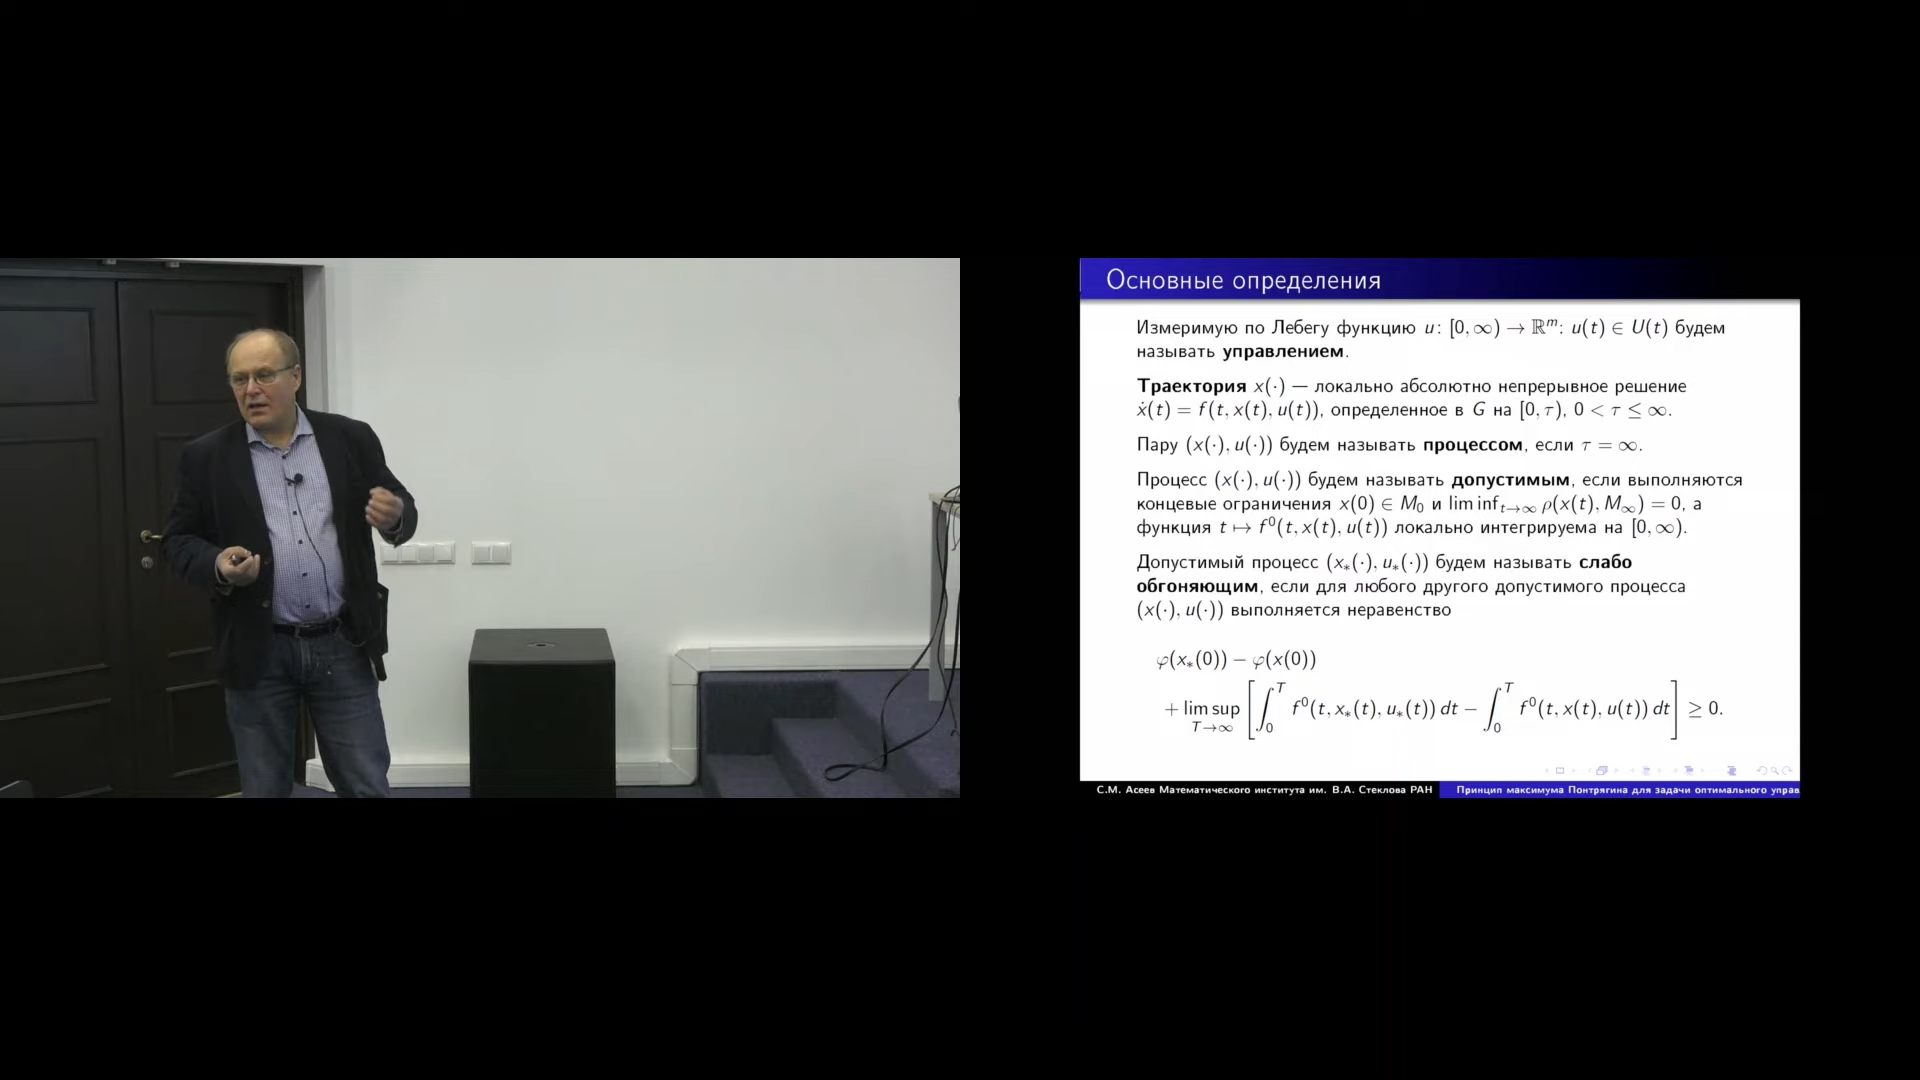 Основные определения
Измеримую по Лебегу функцию u: [0, ∞) → ℝᵐ: u(t) ∈ U(t) будем
называть управлением.
Траектория x(·) — локально абсолютно непрерывное решение
ẋ(t) = f(t, x(t), u(t)), определенное в G на [0, τ), 0 < τ ≤ ∞.
Пару (x(·), u(·)) будем называть процессом, если τ = ∞.
Процесс (x(·), u(·)) будем называть допустимым, если выполняются
концевые ограничения x(0) ∈ M₀ и lim inf_{t→∞} ρ(x(t), M_∞) = 0, а
функция t ↦ f⁰(t, x(t), u(t)) локально интегрируема на [0, ∞).
Допустимый процесс (x_*(·), u_*(·)) будем называть слабо
обгоняющим, если для любого другого допустимого процесса
(x(·), u(·)) выполняется неравенство
φ(x_*(0)) − φ(x(0))
+ lim sup_{T→∞} [∫₀ᵀ f⁰(t, x_*(t), u_*(t)) dt − ∫₀ᵀ f⁰(t, x(t), u(t)) dt] ≥ 0.
С.М. Асеев Математического института им. В.А. Стеклова РАН
Принцип максимума Понтрягина для задачи оптимального управ